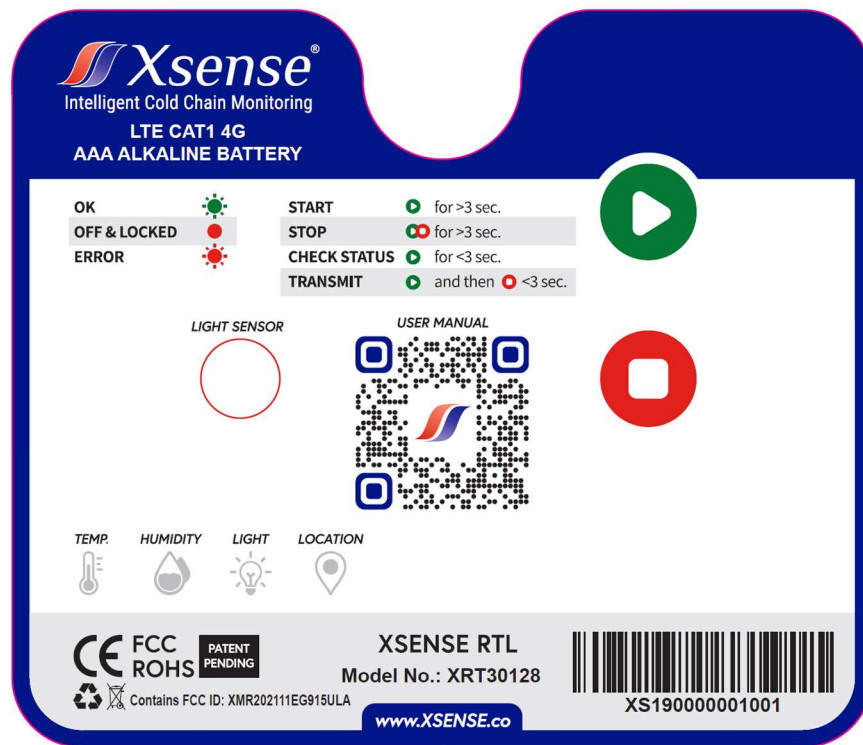 Xsense®
Intelligent Cold Chain Monitoring
LTE CAT1 4G
AAA ALKALINE BATTERY
OK
OFF & LOCKED
ERROR
START for >3 sec.
STOP for >3 sec.
CHECK STATUS for <3 sec.
TRANSMIT and then <3 sec.
LIGHT SENSOR
USER MANUAL
TEMP. HUMIDITY LIGHT LOCATION
CE FCC ROHS
PATENT PENDING
Contains FCC ID: XMR202111EG915ULA
XSENSE RTL
Model No.: XRT30128
XS190000001001
www.XSENSE.co